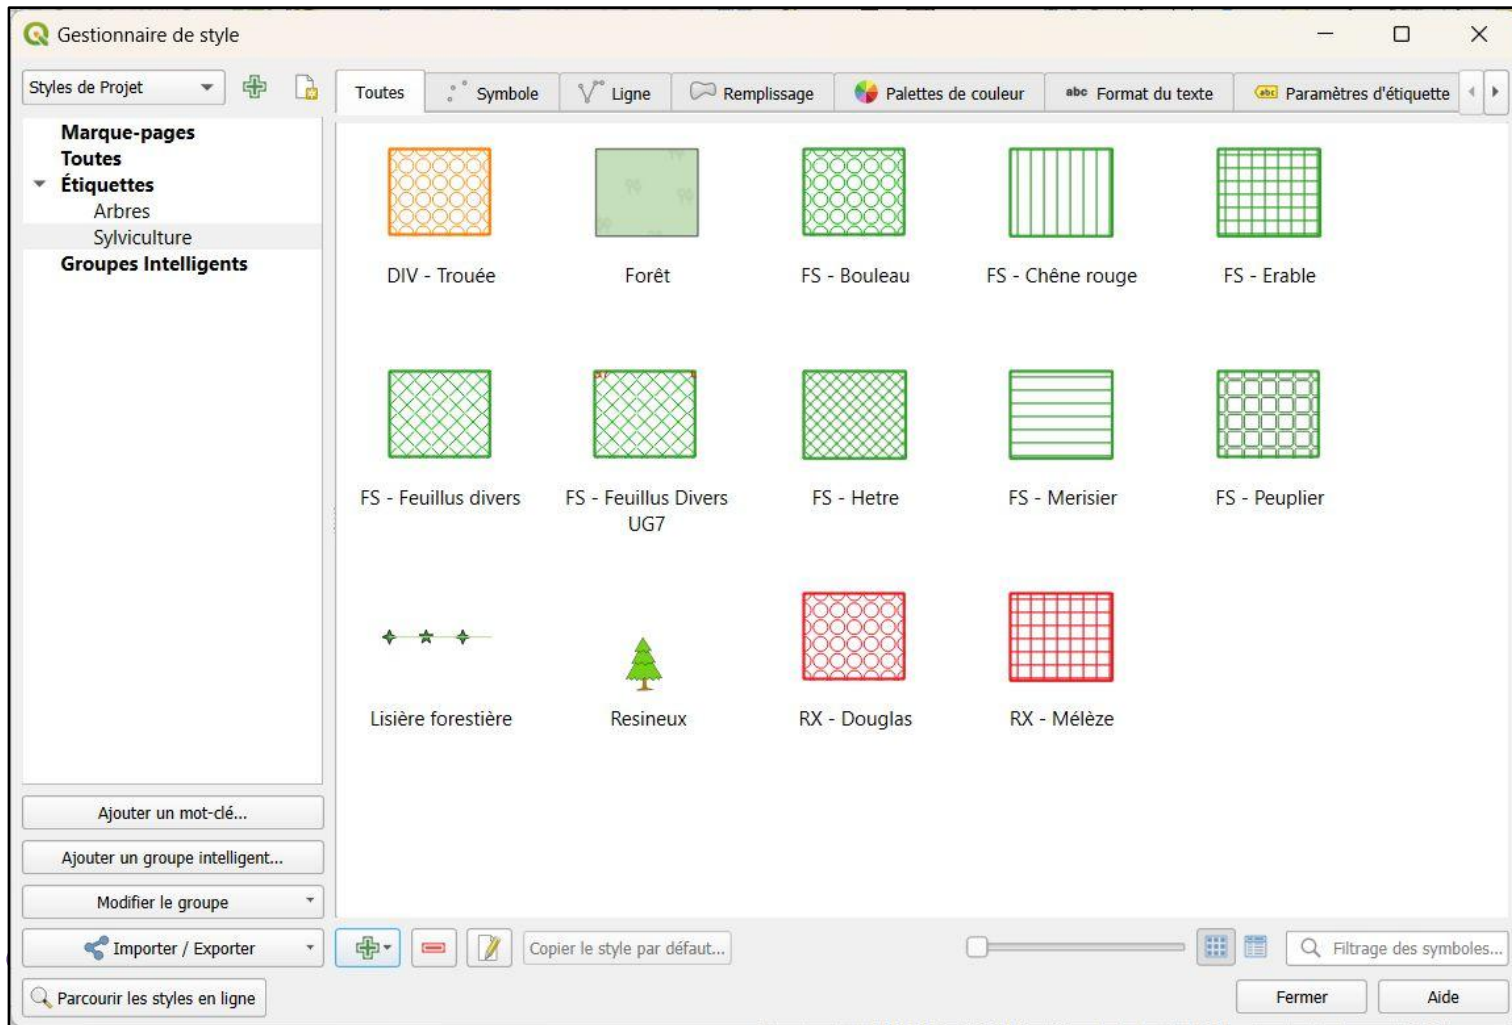 Gestionnaire de style
Styles de Projet
Toutes
Symbole
Ligne
Remplissage
Palettes de couleur
abc Format du texte
abc Paramètres d'étiquette
Marque-pages
Toutes
Étiquettes
Arbres
Sylviculture
Groupes Intelligents
DIV - Trouée
Forêt
FS - Bouleau
FS - Chêne rouge
FS - Erable
FS - Feuillus divers
FS - Feuillus Divers
UG7
FS - Hetre
FS - Merisier
FS - Peuplier
Lisière forestière
Resineux
RX - Douglas
RX - Mélèze
Ajouter un mot-clé...
Ajouter un groupe intelligent...
Modifier le groupe
Importer / Exporter
Copier le style par défaut...
Filtrage des symboles...
Parcourir les styles en ligne
Fermer
Aide